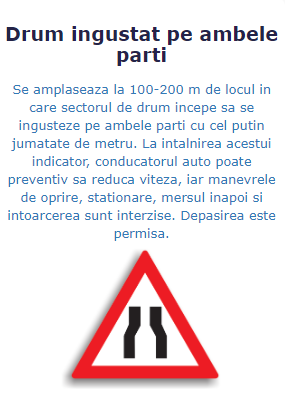 Drum ingustat pe ambele
parti
Se amplaseaza la 100-200 m de locul in
care sectorul de drum incepe sa se
ingusteze pe ambele parti cu cel putin
jumatate de metru. La intalnirea acestui
indicator, conducatorul auto poate
preventiv sa reduca viteza, iar manevrele
de oprire, stationare, mersul inapoi si
intoarcerea sunt interzise. Depasirea este
permisa.